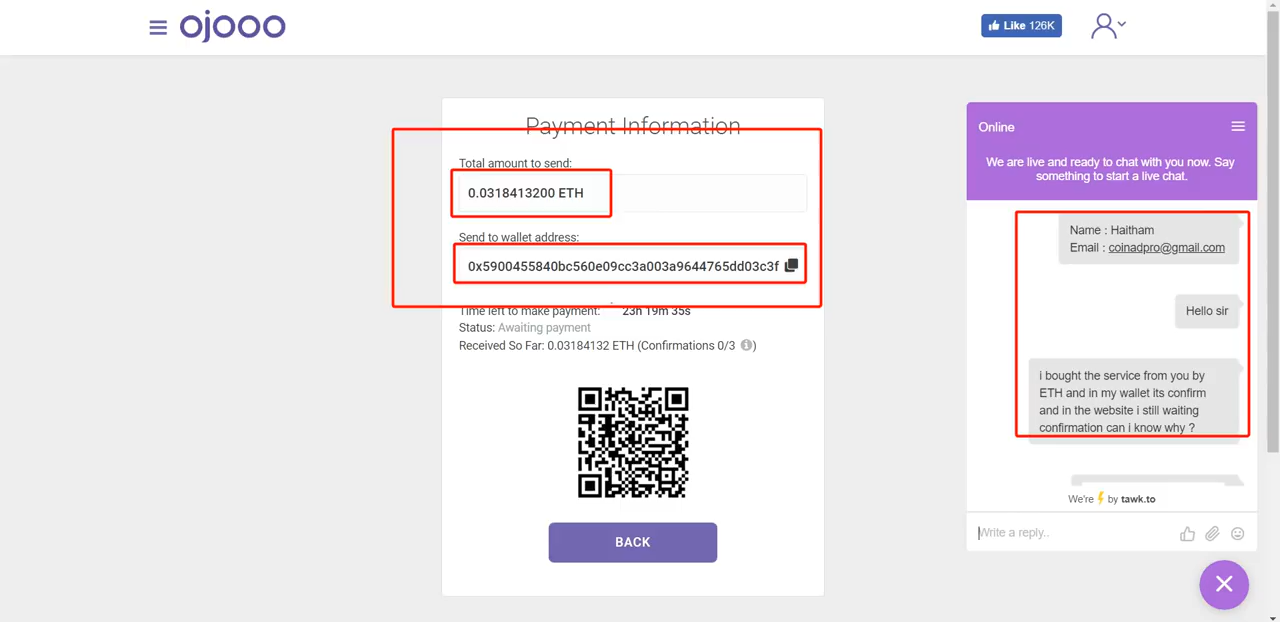 ojooo
Like 126K
Payment Information
Total amount to send:
0.0318413200 ETH
Send to wallet address:
0x5900455840bc560e09cc3a003a9644765dd03c3f
Time left to make payment: 23h 19m 35s
Status: Awaiting payment
Received So Far: 0.03184132 ETH (Confirmations 0/3 )
BACK
Online
We are live and ready to chat with you now. Say
something to start a live chat.
Name : Haitham
Email : coinadpro@gmail.com
Hello sir
i bought the service from you by
ETH and in my wallet its confirm
and in the website i still waiting
confirmation can i know why ?
We're by tawk.to
Write a reply..